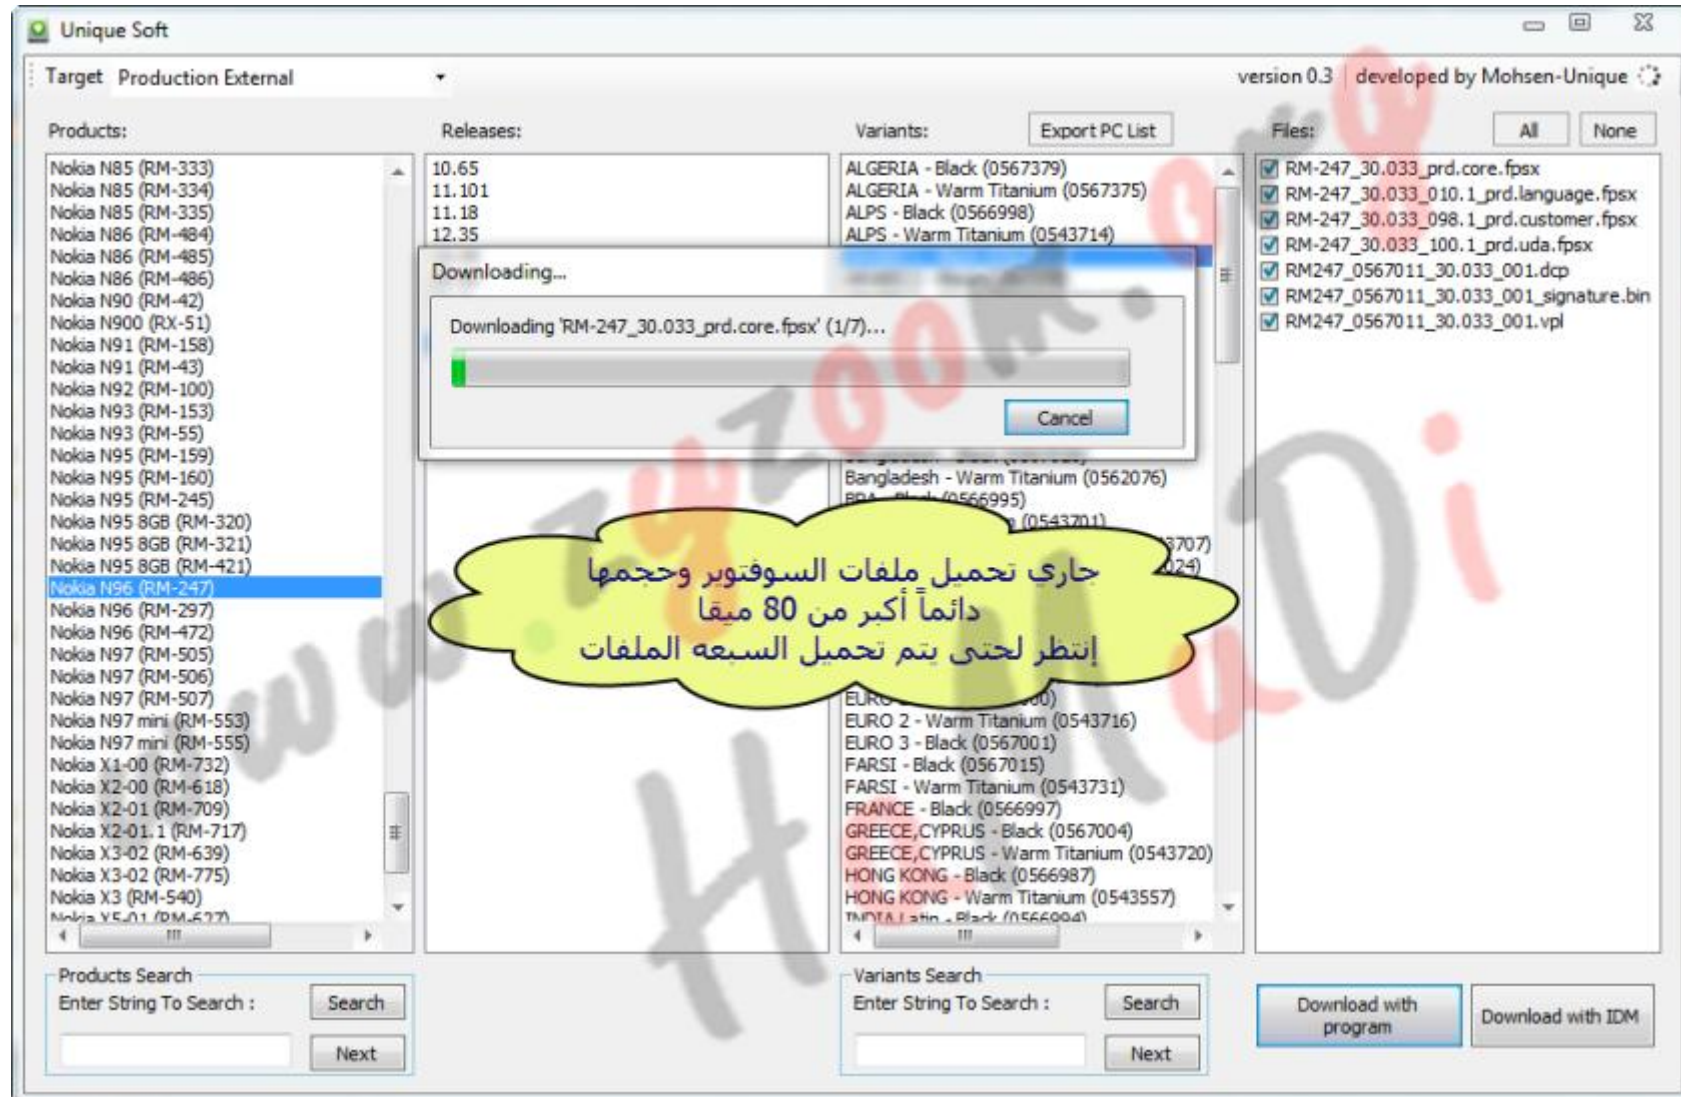 Unique Soft
Target Production External
version 0.3 developed by Mohsen-Unique
Products:
Nokia N85 (RM-333)
Nokia N85 (RM-334)
Nokia N85 (RM-335)
Nokia N86 (RM-484)
Nokia N86 (RM-485)
Nokia N86 (RM-486)
Nokia N90 (RM-42)
Nokia N900 (RX-51)
Nokia N91 (RM-158)
Nokia N91 (RM-43)
Nokia N92 (RM-100)
Nokia N93 (RM-153)
Nokia N93 (RM-55)
Nokia N95 (RM-159)
Nokia N95 (RM-160)
Nokia N95 (RM-245)
Nokia N95 8GB (RM-320)
Nokia N95 8GB (RM-321)
Nokia N95 8GB (RM-421)
Nokia N96 (RM-247)
Nokia N96 (RM-297)
Nokia N96 (RM-472)
Nokia N97 (RM-505)
Nokia N97 (RM-506)
Nokia N97 (RM-507)
Nokia N97 mini (RM-553)
Nokia N97 mini (RM-555)
Nokia X1-00 (RM-732)
Nokia X2-00 (RM-618)
Nokia X2-01 (RM-709)
Nokia X2-01.1 (RM-717)
Nokia X3-02 (RM-639)
Nokia X3-02 (RM-775)
Nokia X3 (RM-540)
Nokia X5-01 (RM-627)
Products Search
Enter String To Search :
Search
Next
Releases:
10.65
11.101
11.18
12.35
Downloading...
Downloading 'RM-247_30.033_prd.core.fpsx' (1/7)...
Cancel
جاري تحميل ملفات السوفتوير وحجمها
دائماً أكبر من 80 ميقا
إنتظر لحتى يتم تحميل السبعه الملفات
Variants:
Export PC List
ALGERIA - Black (0567379)
ALGERIA - Warm Titanium (0567375)
ALPS - Black (0566998)
ALPS - Warm Titanium (0543714)
Bangladesh - Warm Titanium (0562076)
(0566995)
(0543701)
EURO 2 - Warm Titanium (0543716)
EURO 3 - Black (0567001)
FARSI - Black (0567015)
FARSI - Warm Titanium (0543731)
FRANCE - Black (0566997)
GREECE,CYPRUS - Black (0567004)
GREECE,CYPRUS - Warm Titanium (0543720)
HONG KONG - Black (0566987)
HONG KONG - Warm Titanium (0543557)
INDIA Latin - Black (0566994)
Variants Search
Enter String To Search :
Search
Next
Files:
All
None
RM-247_30.033_prd.core.fpsx
RM-247_30.033_010.1_prd.language.fpsx
RM-247_30.033_098.1_prd.customer.fpsx
RM-247_30.033_100.1_prd.uda.fpsx
RM247_0567011_30.033_001.dcp
RM247_0567011_30.033_001_signature.bin
RM247_0567011_30.033_001.vpl
Download with
program
Download with IDM
www.zyzoom.org
HaMaDi